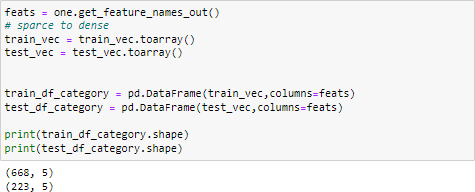 feats = one.get_feature_names_out()
# sparce to dense
train_vec = train_vec.toarray()
test_vec = test_vec.toarray()
train_df_category = pd.DataFrame(train_vec,columns=feats)
test_df_category = pd.DataFrame(test_vec,columns=feats)
print(train_df_category.shape)
print(test_df_category.shape)
(668, 5)
(223, 5)